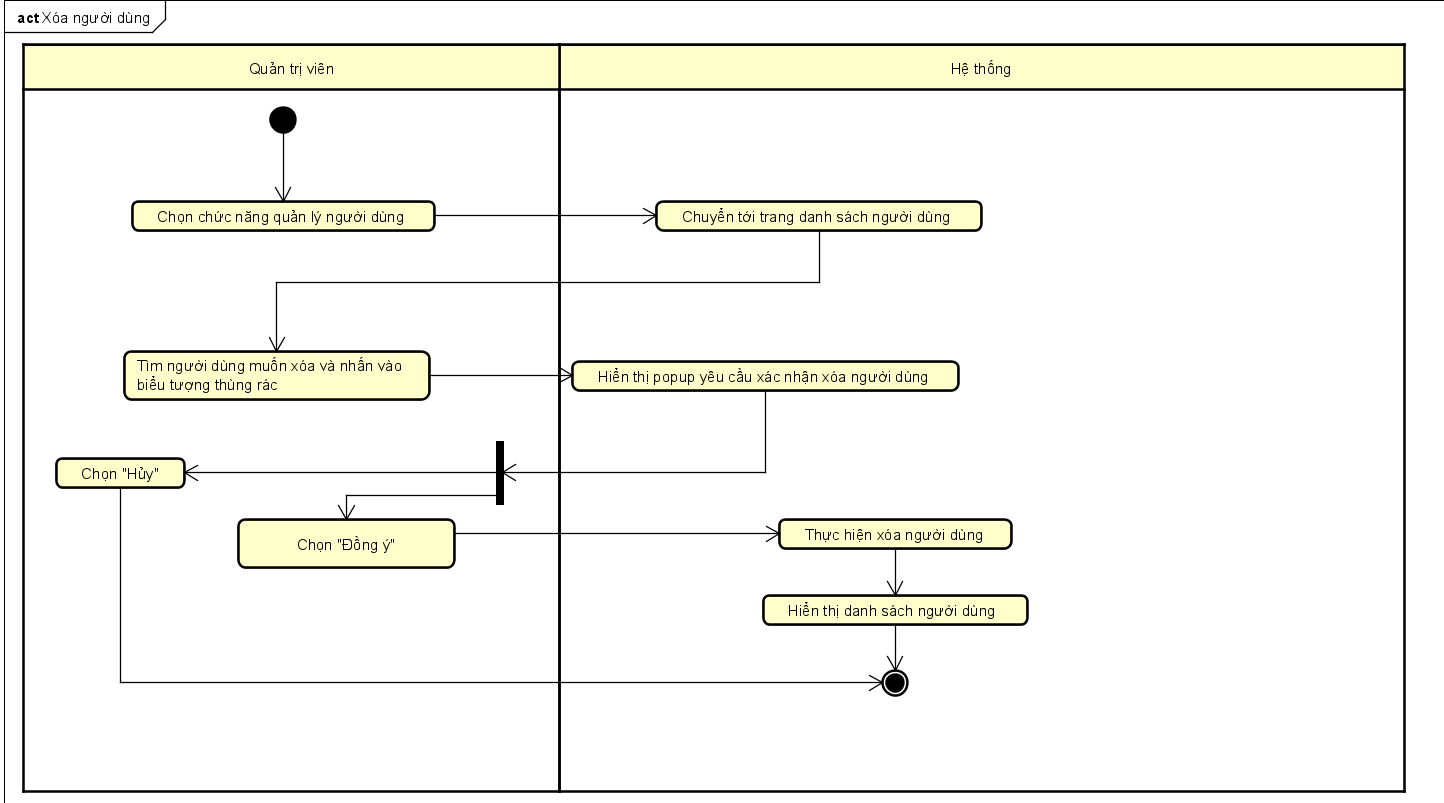 act Xóa người dùng
Quản trị viên
Hệ thống
Chọn chức năng quản lý người dùng
Chuyển tới trang danh sách người dùng
Tìm người dùng muốn xóa và nhấn vào
biểu tượng thùng rác
Hiển thị popup yêu cầu xác nhận xóa người dùng
Chọn "Hủy"
Chọn "Đồng ý"
Thực hiện xóa người dùng
Hiển thị danh sách người dùng